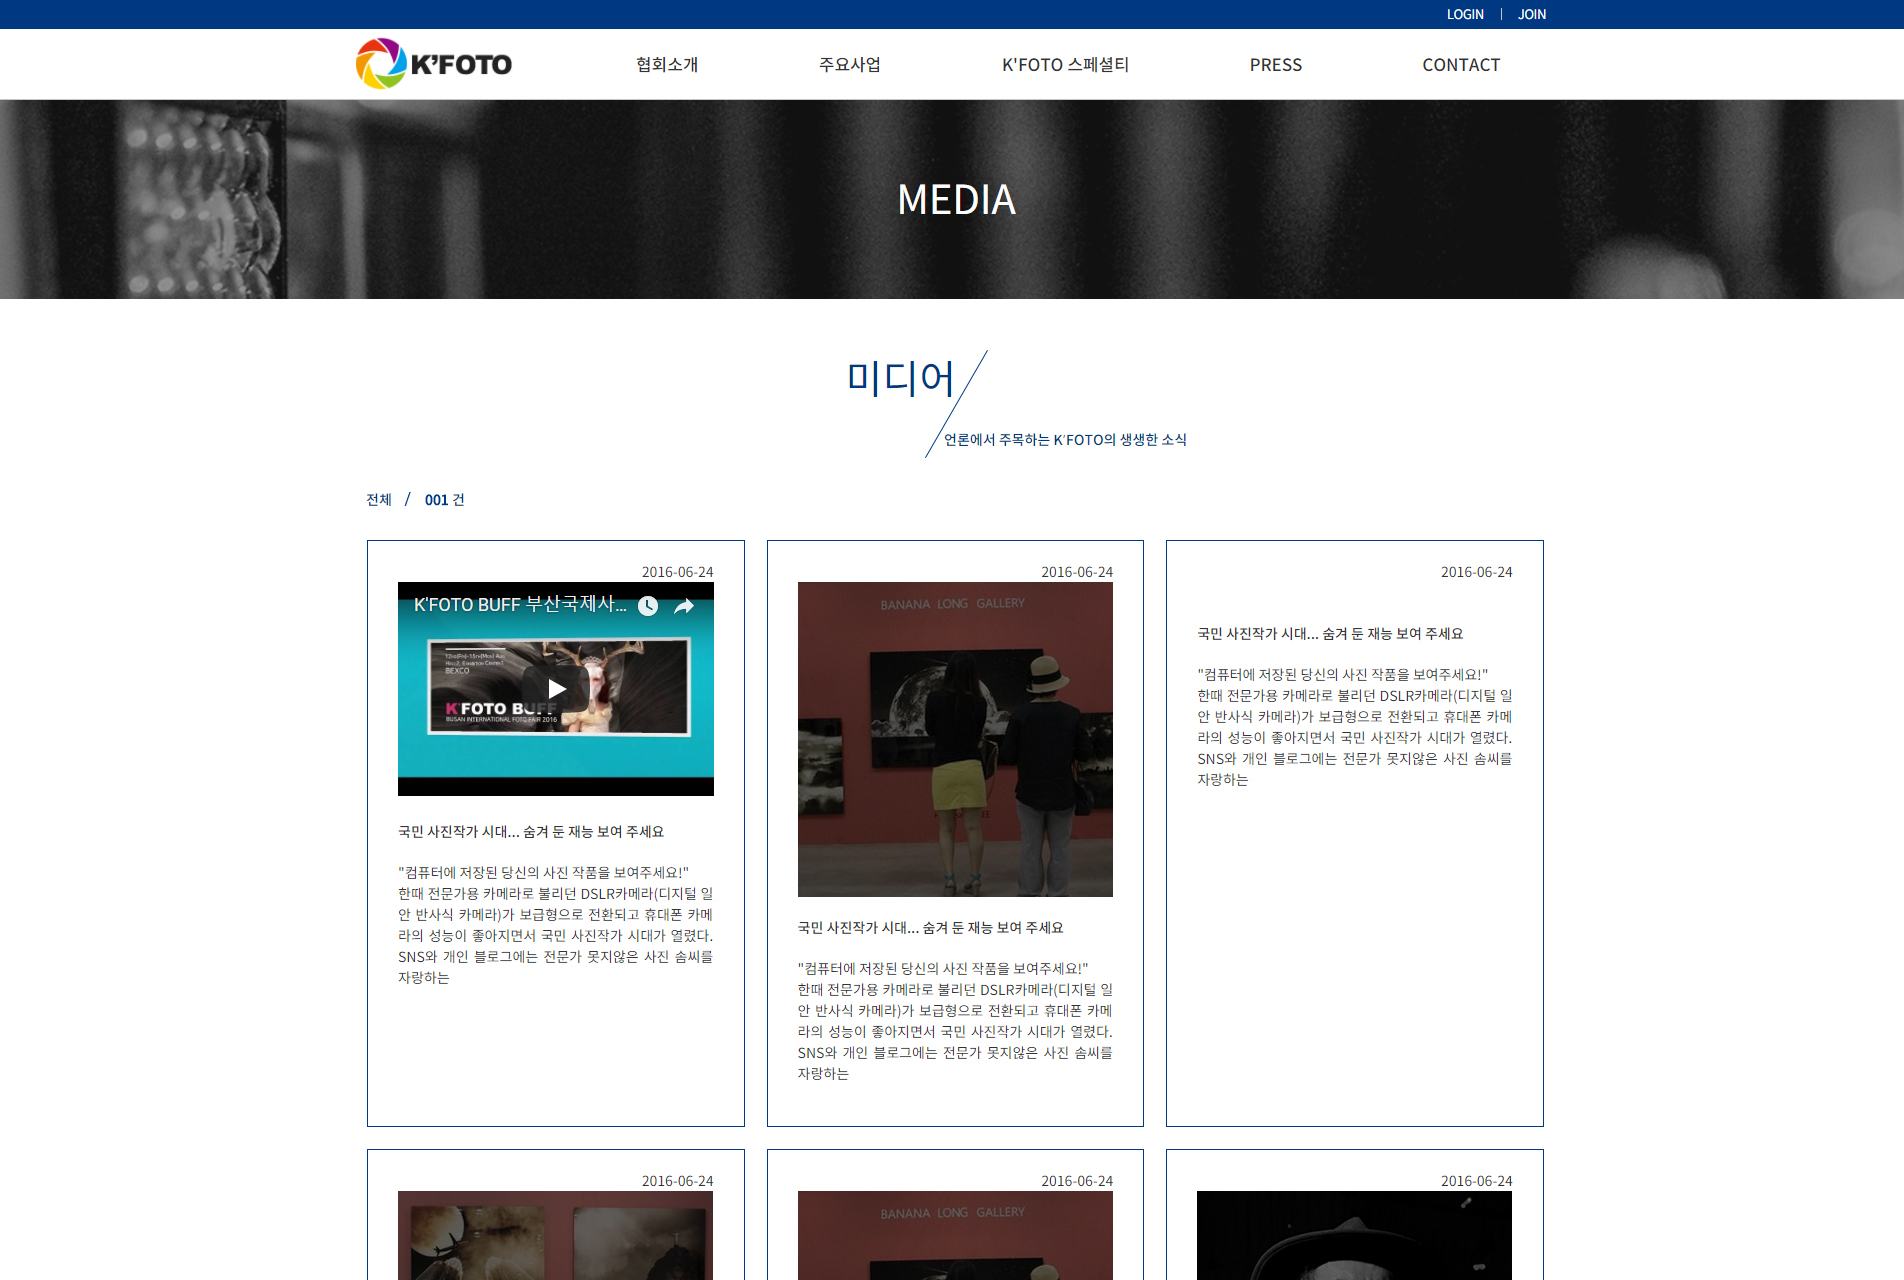 LOGIN | JOIN
K'FOTO
협회소개 주요사업 K'FOTO 스페셜티 PRESS CONTACT
MEDIA
미디어
언론에서 주목하는 K'FOTO의 생생한 소식
전체 / 001 건
2016-06-24
K'FOTO BUFF 부산국제사...
BEXCO
K'FOTO BUFF
BUSAN INTERNATIONAL FOTO FAIR 2016
국민 사진작가 시대... 숨겨 둔 재능 보여 주세요
"컴퓨터에 저장된 당신의 사진 작품을 보여주세요!"
한때 전문가용 카메라로 불리던 DSLR카메라(디지털 일
안 반사식 카메라)가 보급형으로 전환되고 휴대폰 카메
라의 성능이 좋아지면서 국민 사진작가 시대가 열렸다.
SNS와 개인 블로그에는 전문가 못지않은 사진 솜씨를
자랑하는
2016-06-24
BANANA LONG GALLERY
국민 사진작가 시대... 숨겨 둔 재능 보여 주세요
"컴퓨터에 저장된 당신의 사진 작품을 보여주세요!"
한때 전문가용 카메라로 불리던 DSLR카메라(디지털 일
안 반사식 카메라)가 보급형으로 전환되고 휴대폰 카메
라의 성능이 좋아지면서 국민 사진작가 시대가 열렸다.
SNS와 개인 블로그에는 전문가 못지않은 사진 솜씨를
자랑하는
2016-06-24
국민 사진작가 시대... 숨겨 둔 재능 보여 주세요
"컴퓨터에 저장된 당신의 사진 작품을 보여주세요!"
한때 전문가용 카메라로 불리던 DSLR카메라(디지털 일
안 반사식 카메라)가 보급형으로 전환되고 휴대폰 카메
라의 성능이 좋아지면서 국민 사진작가 시대가 열렸다.
SNS와 개인 블로그에는 전문가 못지않은 사진 솜씨를
자랑하는
2016-06-24
2016-06-24
BANANA LONG GALLERY
2016-06-24